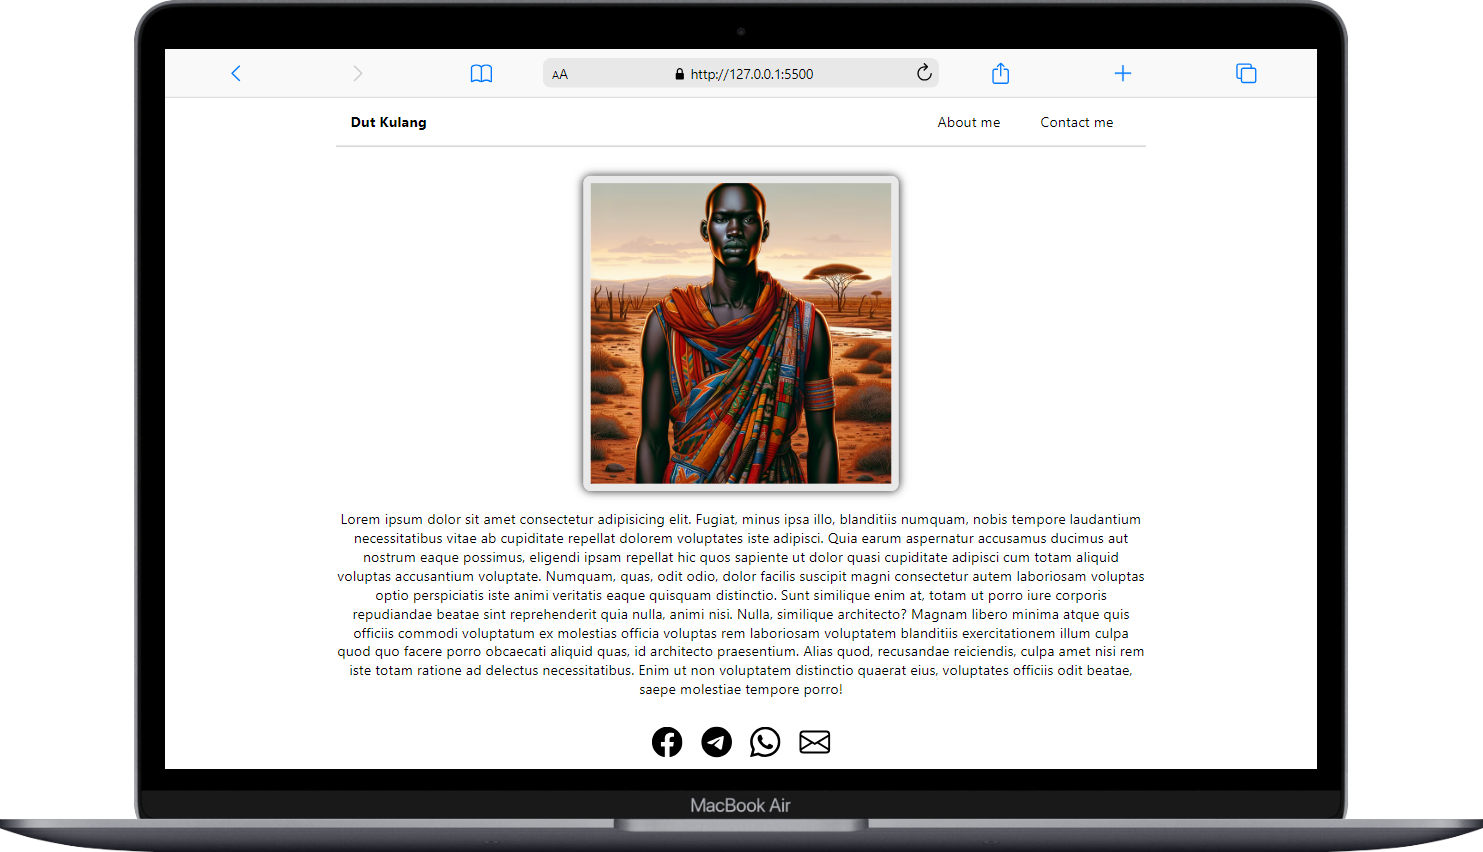 AA http://127.0.0.1:5500
Dut Kulang About me Contact me
Lorem ipsum dolor sit amet consectetur adipisicing elit. Fugiat, minus ipsa illo, blanditiis numquam, nobis tempore laudantium
necessitatibus vitae ab cupiditate repellat dolorem voluptates iste adipisci. Quia earum aspernatur accusamus ducimus aut
nostrum eaque possimus, eligendi ipsam repellat hic quos sapiente ut dolor quasi cupiditate adipisci cum totam aliquid
voluptas accusantium voluptate. Numquam, quas, odit odio, dolor facilis suscipit magni consectetur autem laboriosam voluptas
optio perspiciatis iste animi veritatis eaque quisquam distinctio. Sunt similique enim at, totam ut porro iure corporis
repudiandae beatae sint reprehenderit quia nulla, animi nisi. Nulla, similique architecto? Magnam libero minima atque quis
officiis commodi voluptatum ex molestias officia voluptas rem laboriosam voluptatem blanditiis exercitationem illum culpa
quod quo facere porro obcaecati aliquid quas, id architecto praesentium. Alias quod, recusandae reiciendis, culpa amet nisi rem
iste totam ratione ad delectus necessitatibus. Enim ut non voluptatem distinctio quaerat eius, voluptates officiis odit beatae,
saepe molestiae tempore porro!
MacBook Air